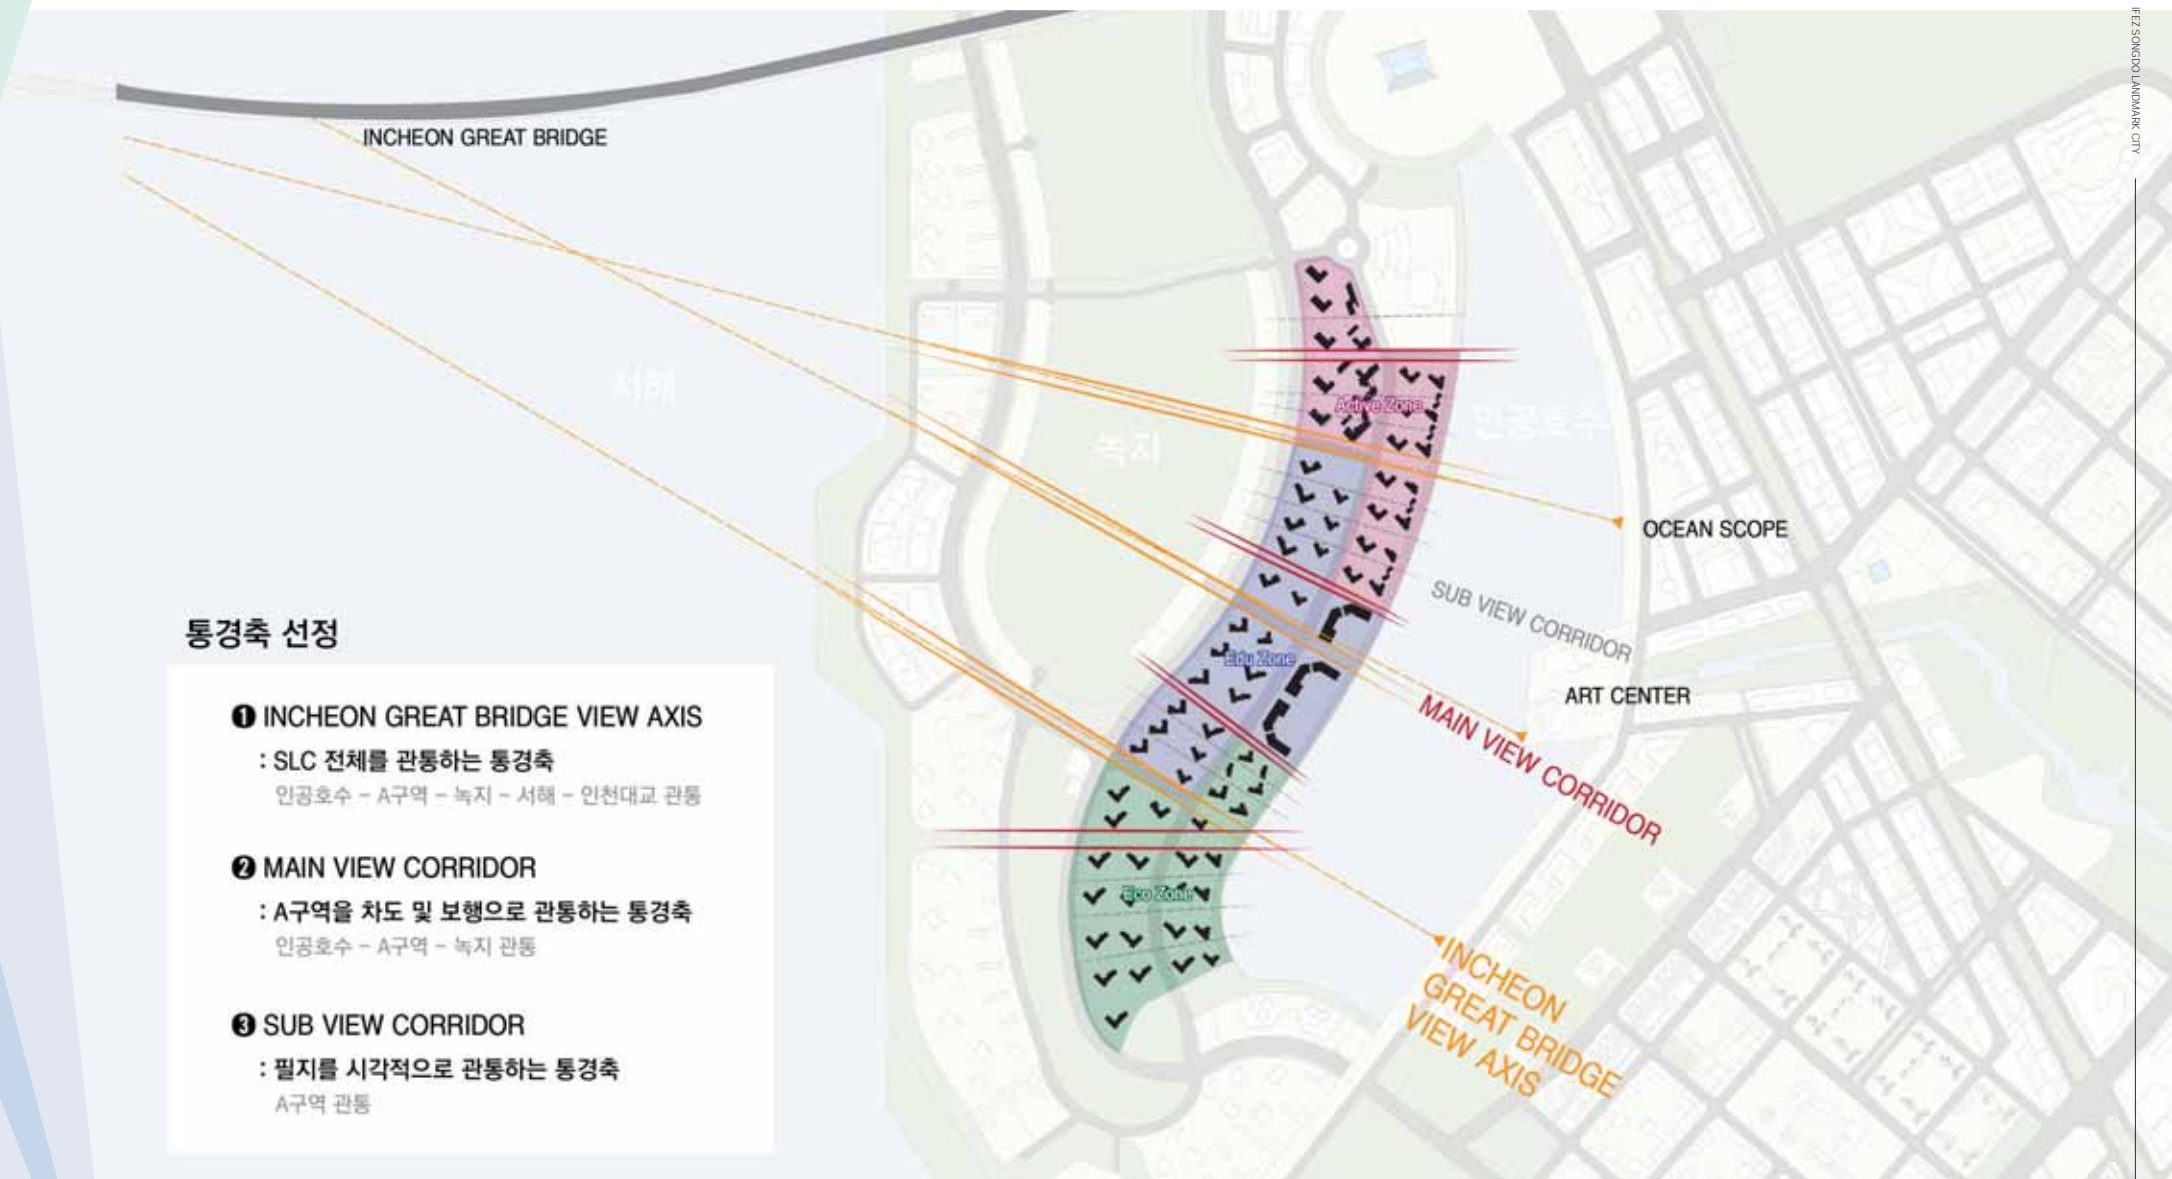 IFEZ SONGDO LANDMARK CITY
INCHEON GREAT BRIDGE
서해
녹지
Active Zone
인공호수
OCEAN SCOPE
SUB VIEW CORRIDOR
Edu Zone
ART CENTER
MAIN VIEW CORRIDOR
Eco Zone
INCHEON
GREAT BRIDGE
VIEW AXIS
통경축 선정
❶ INCHEON GREAT BRIDGE VIEW AXIS
: SLC 전체를 관통하는 통경축
인공호수 - A구역 - 녹지 - 서해 - 인천대교 관통
❷ MAIN VIEW CORRIDOR
: A구역을 차도 및 보행으로 관통하는 통경축
인공호수 - A구역 - 녹지 관통
❸ SUB VIEW CORRIDOR
: 필지를 시각적으로 관통하는 통경축
A구역 관통